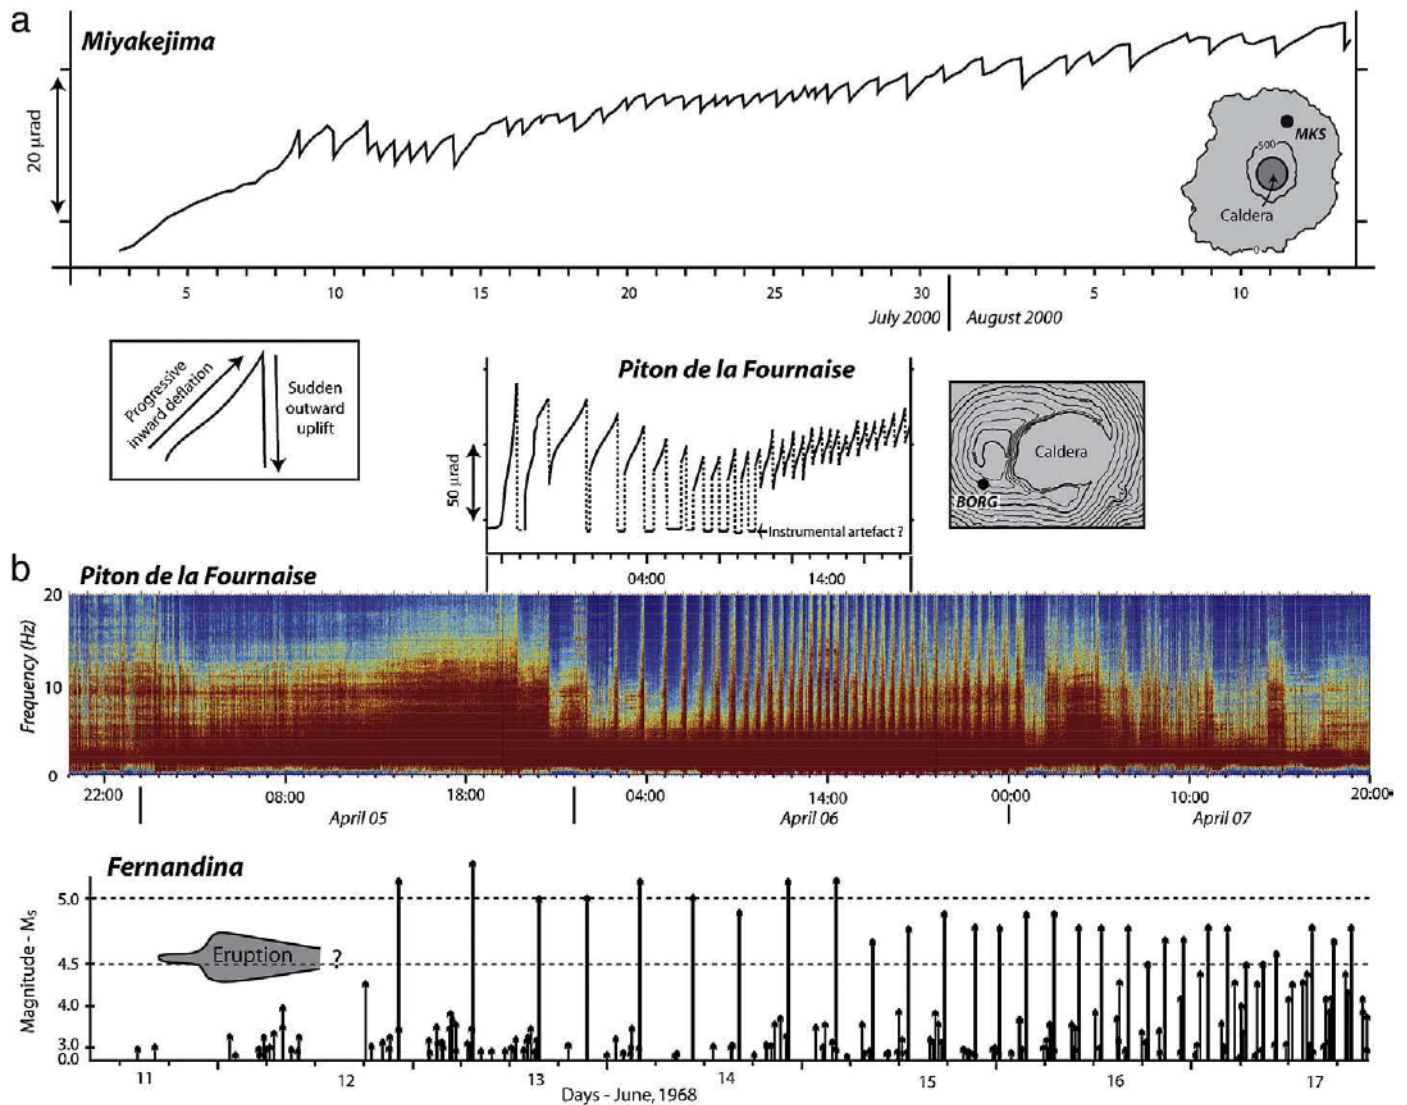 a
Miyakejima
20 µrad
MKS
500
Caldera
0
5
10
15
20
25
30
5
10
July 2000
August 2000
Progressive
inward deflation
Sudden
outward
uplift
Piton de la Fournaise
50 µrad
Instrumental artefact ?
04:00
14:00
Caldera
BORG
b
Piton de la Fournaise
Frequency (Hz)
20
10
0
22:00
08:00
18:00
04:00
14:00
00:00
10:00
20:00
April 05
April 06
April 07
Fernandina
Magnitude - Ms
5.0
4.5
4.0
3.0
0.0
Eruption
?
11
12
13
14
15
16
17
Days - June, 1968